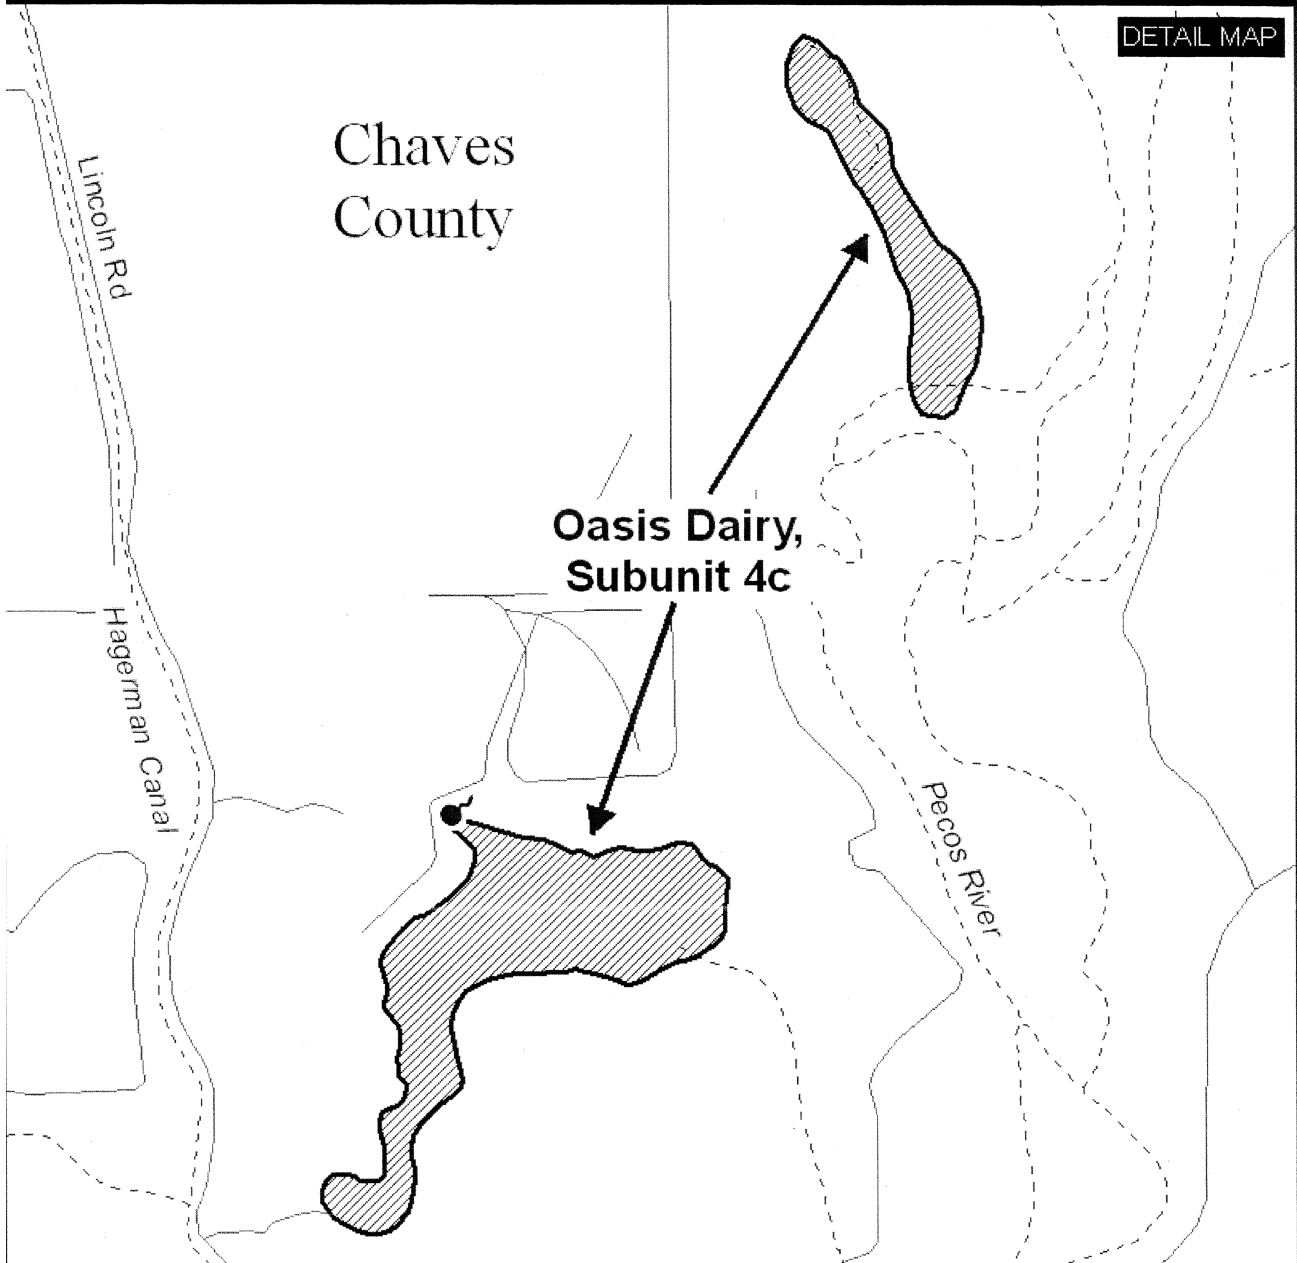 DETAIL MAP
Chaves
County
Lincoln Rd
Oasis Dairy,
Subunit 4c
Hagerman Canal
Pecos River